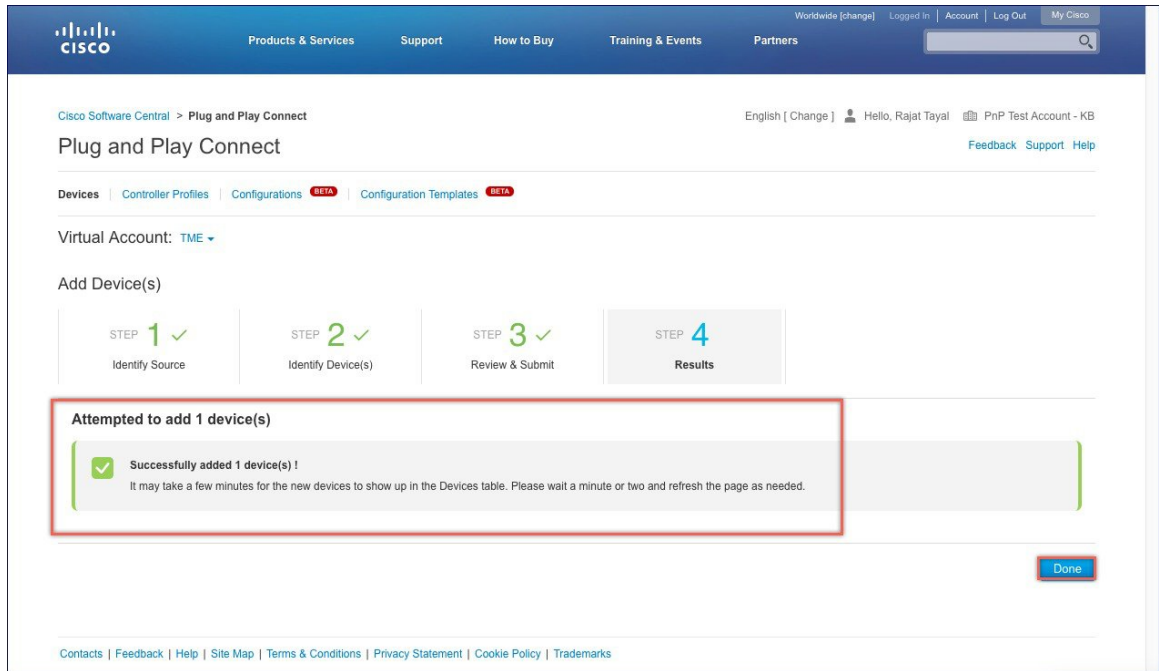 Worldwide [change] Logged In | Account | Log Out My Cisco
CISCO Products & Services Support How to Buy Training & Events Partners
Cisco Software Central > Plug and Play Connect English [ Change ] Hello, Rajat Tayal PnP Test Account - KB
Plug and Play Connect Feedback Support Help
Devices | Controller Profiles | Configurations BETA | Configuration Templates BETA
Virtual Account: TME
Add Device(s)
STEP 1 STEP 2 STEP 3 STEP 4
Identify Source Identify Device(s) Review & Submit Results
Attempted to add 1 device(s)
Successfully added 1 device(s) !
It may take a few minutes for the new devices to show up in the Devices table. Please wait a minute or two and refresh the page as needed.
Done
Contacts | Feedback | Help | Site Map | Terms & Conditions | Privacy Statement | Cookie Policy | Trademarks